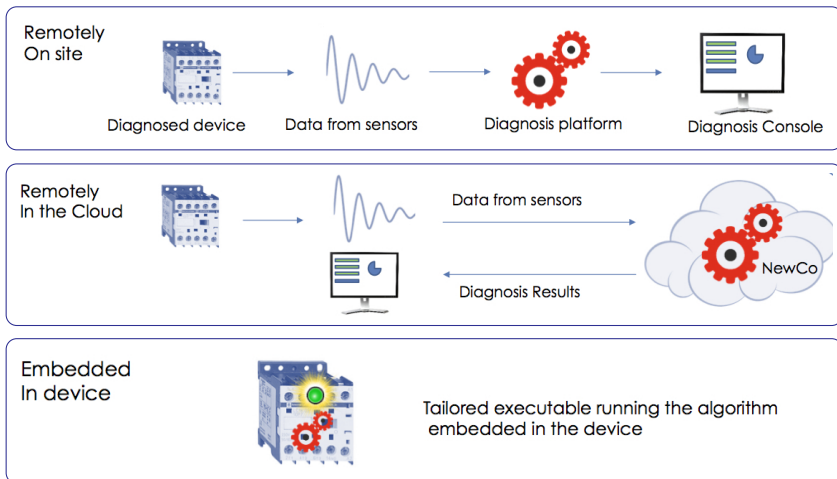 Remotely
On site
Diagnosed device
Data from sensors
Diagnosis platform
Diagnosis Console
Remotely
In the Cloud
Data from sensors
NewCo
Diagnosis Results
Embedded
In device
Tailored executable running the algorithm
embedded in the device